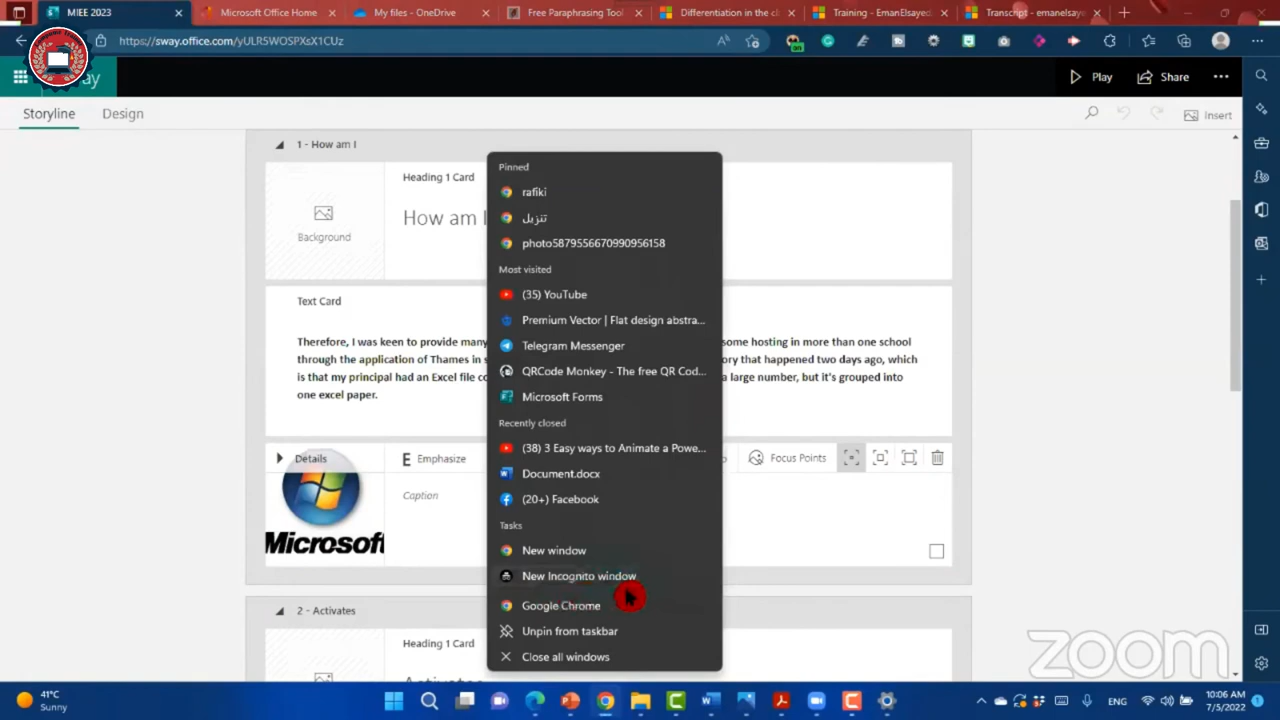 MIEE 2023
Microsoft Office Home
My files - OneDrive
Free Paraphrasing Tool
Differentiation in the cl
Training - EmanElsayed
Transcript - emanelsaye
https://sway.office.com/yULR5WOSPXsX1CUz
Play
Share
Storyline
Design
Insert
1 - How am I
Heading 1 Card
Background
How am I
Text Card
Therefore, I was keen to provide many
some hosting in more than one school
through the application of Thames in s
ory that happened two days ago, which
is that my principal had an Excel file co
a large number, but it's grouped into
one excel paper.
Details
Emphasize
Focus Points
Caption
Microsoft
2 - Activates
Heading 1 Card
Pinned
rafiki
تنزيل
photo5879556670990956158
Most visited
(35) YouTube
Premium Vector | Flat design abstra...
Telegram Messenger
QRCode Monkey - The free QR Cod...
Microsoft Forms
Recently closed
(38) 3 Easy ways to Animate a Powe...
Document.docx
(20+) Facebook
Tasks
New window
New Incognito window
Google Chrome
Unpin from taskbar
Close all windows
zoom
41°C
Sunny
ENG
10:06 AM
7/5/2022